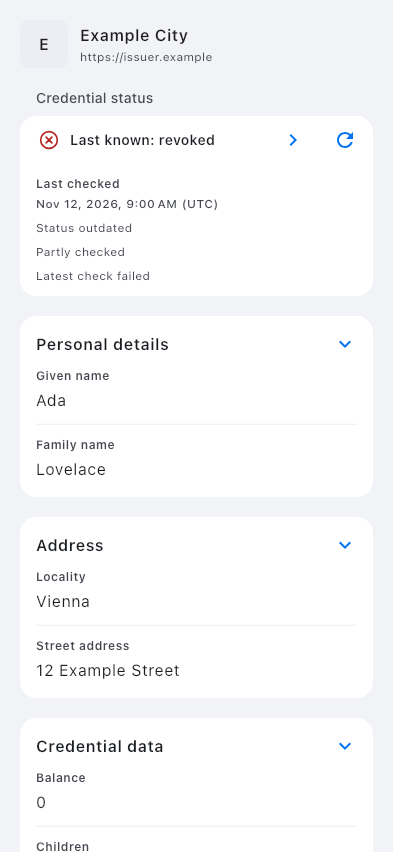 E
Example City
https://issuer.example
Credential status
Last known: revoked
Last checked
Nov 12, 2026, 9:00 AM (UTC)
Status outdated
Partly checked
Latest check failed
Personal details
Given name
Ada
Family name
Lovelace
Address
Locality
Vienna
Street address
12 Example Street
Credential data
Balance
0
Children